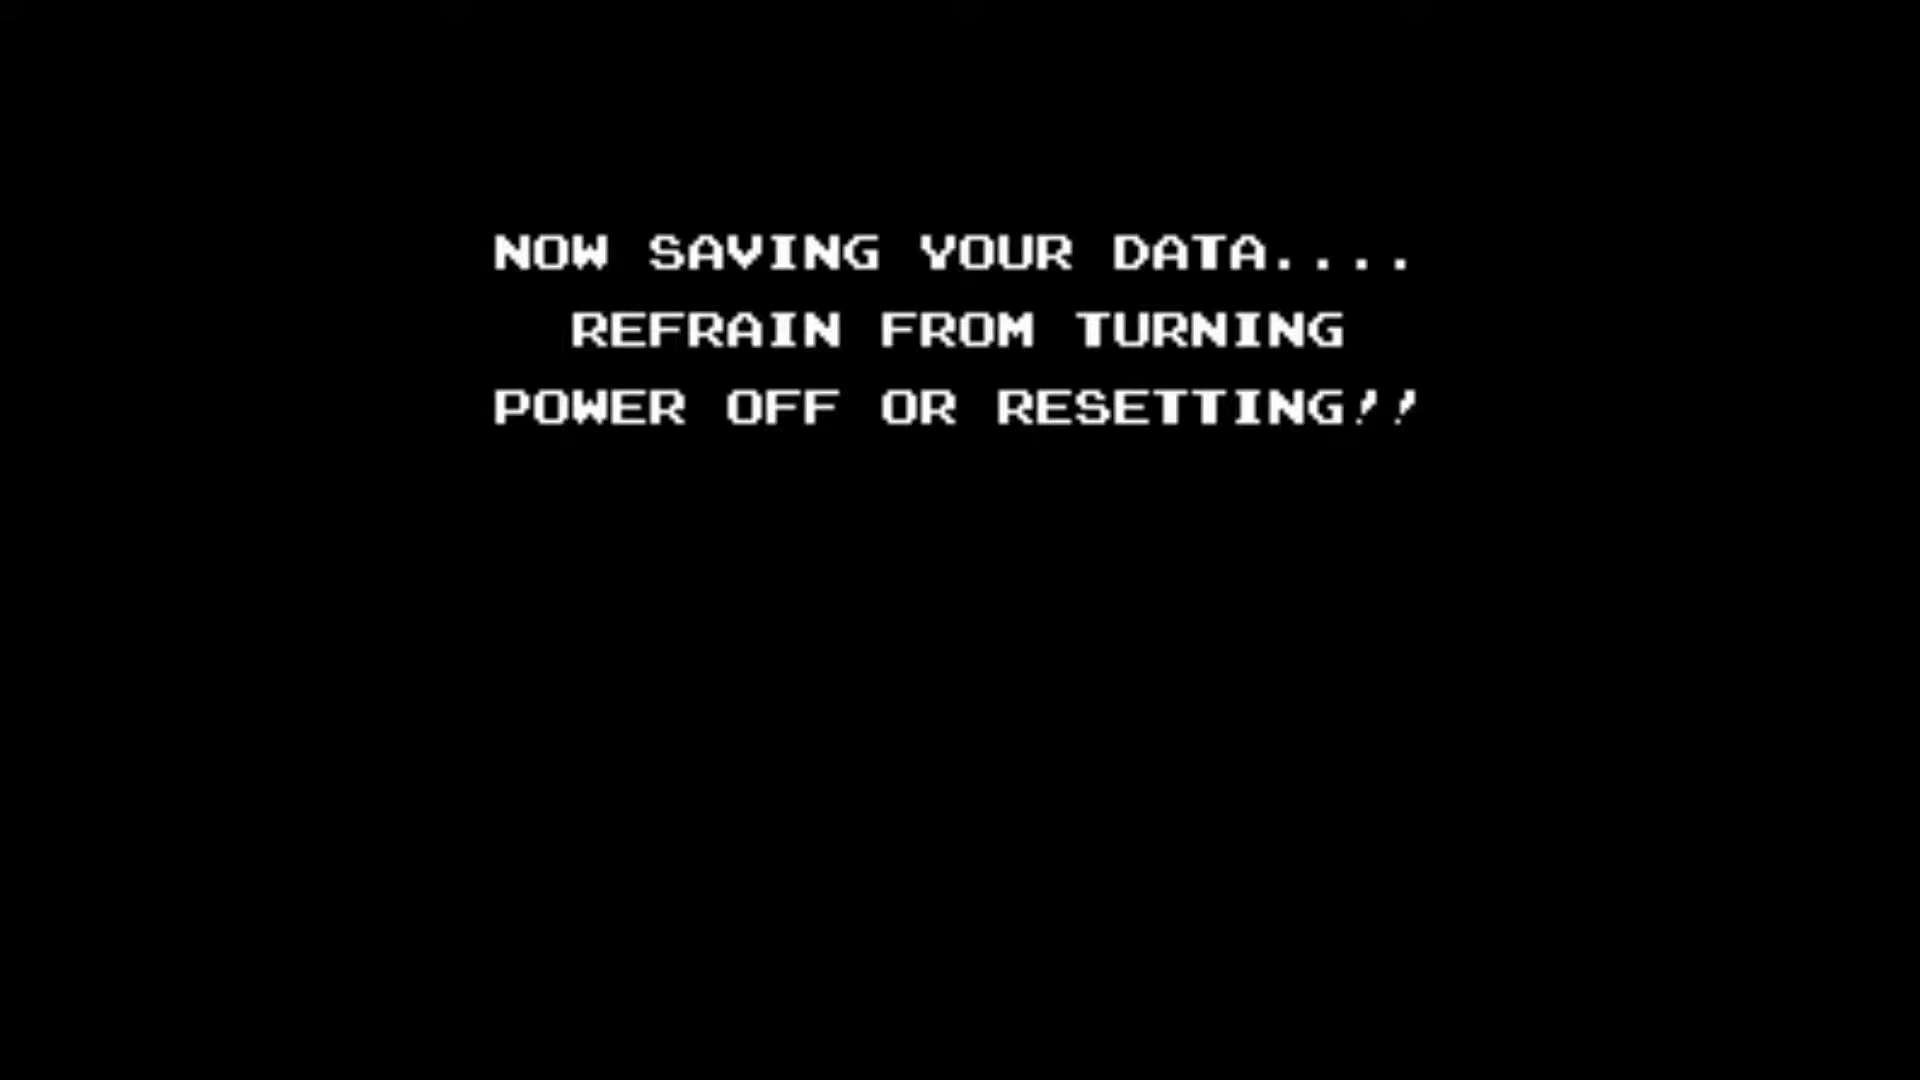 NOW SAVING YOUR DATA....
REFRAIN FROM TURNING
POWER OFF OR RESETTING!!